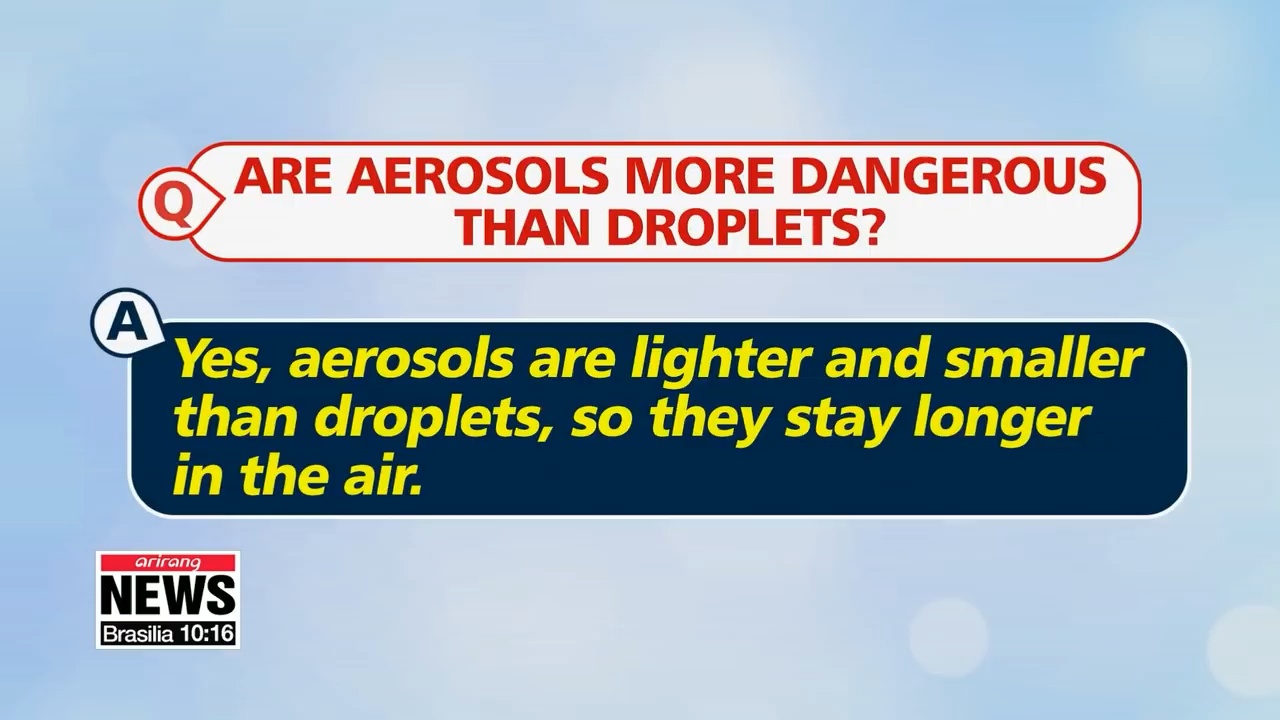 Q
ARE AEROSOLS MORE DANGEROUS
THAN DROPLETS?
A
Yes, aerosols are lighter and smaller
than droplets, so they stay longer
in the air.
arirang
NEWS
Brasilia 10:16